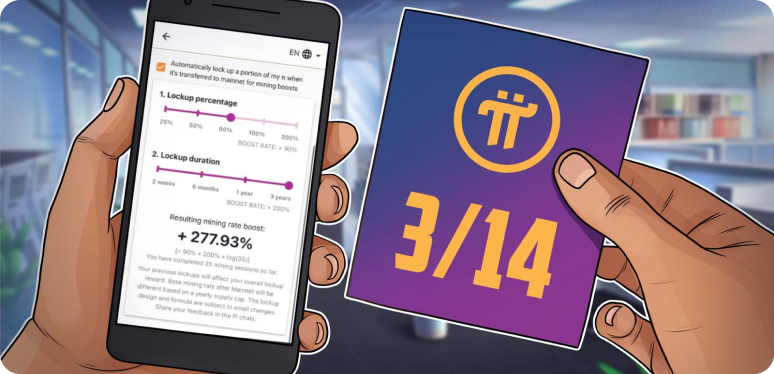 EN
Automatically lock up a portion of my π when
it's transferred to mainnet for mining boosts
1. Lockup percentage
25% 50% 90% 100% 200%
BOOST RATE: × 90%
2. Lockup duration
2 weeks 6 months 1 year 3 years
BOOST RATE: × 200%
Resulting mining rate boost:
+ 277.93%
[= 90% × 200% × log(35)]
You have completed 35 mining sessions so far.
Your previous lockups will affect your overall lockup
reward. Base mining rate after Mainnet will be
different based on a yearly supply cap. The lockup
design and formula are subject to small changes.
Share your feedback in the Pi chats.
3/14